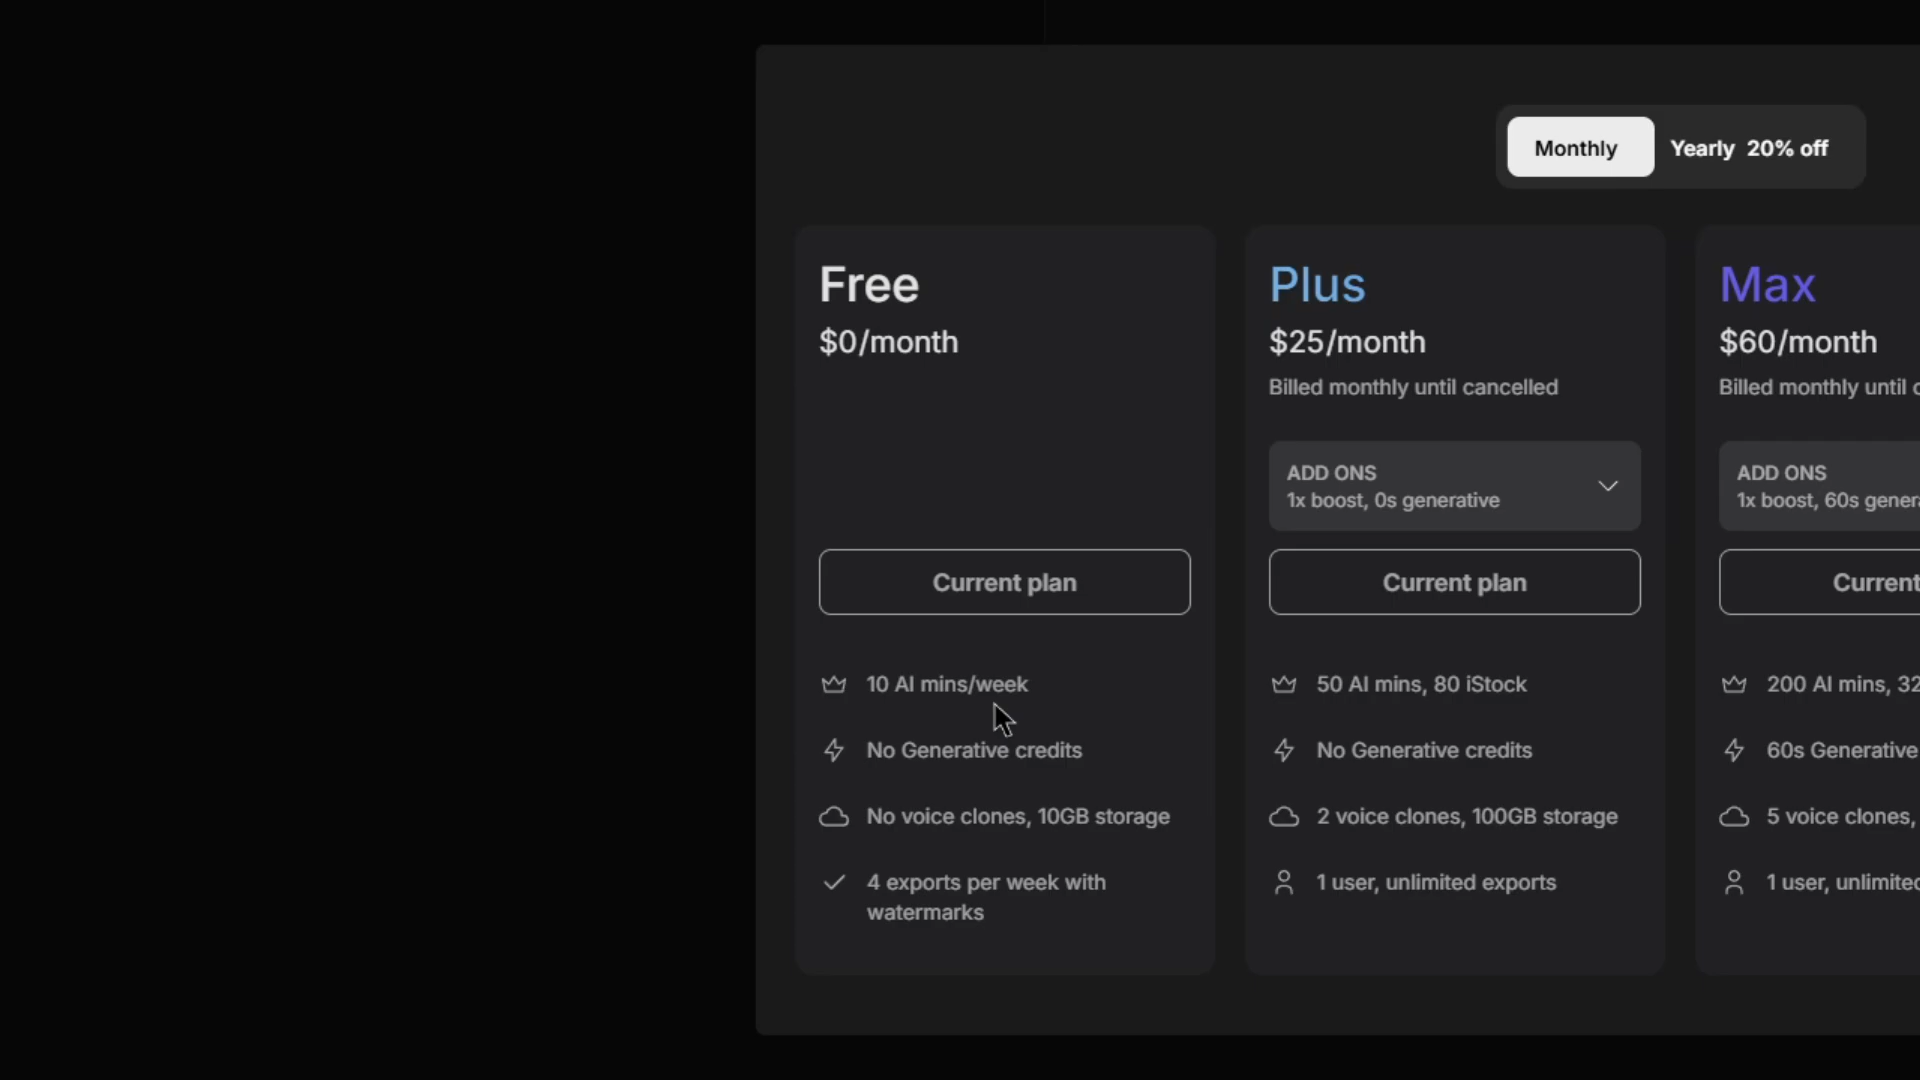 Monthly
Yearly 20% off
Free
$0/month
Current plan
10 AI mins/week
No Generative credits
No voice clones, 10GB storage
4 exports per week with
watermarks
Plus
$25/month
Billed monthly until cancelled
ADD ONS
1x boost, 0s generative
Current plan
50 AI mins, 80 iStock
No Generative credits
2 voice clones, 100GB storage
1 user, unlimited exports
Max
$60/month
Billed monthly until
ADD ONS
1x boost, 60s
Current
200 AI mins,
60s Generative
5 voice clones,
1 user,